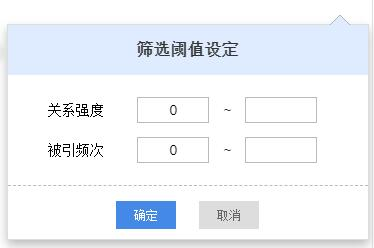 筛选阈值设定
关系强度 0 ~
被引频次 0 ~
确定 取消